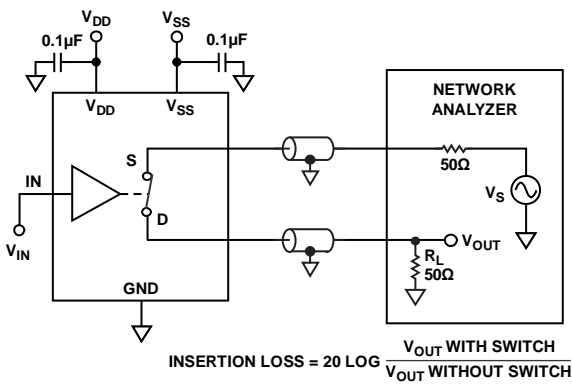 V_DD V_SS
0.1µF 0.1µF
V_DD V_SS
NETWORK
ANALYZER
S
50Ω
IN
V_S
D
V_IN
V_OUT
R_L
50Ω
GND
INSERTION LOSS = 20 LOG V_OUT WITH SWITCH
V_OUT WITHOUT SWITCH